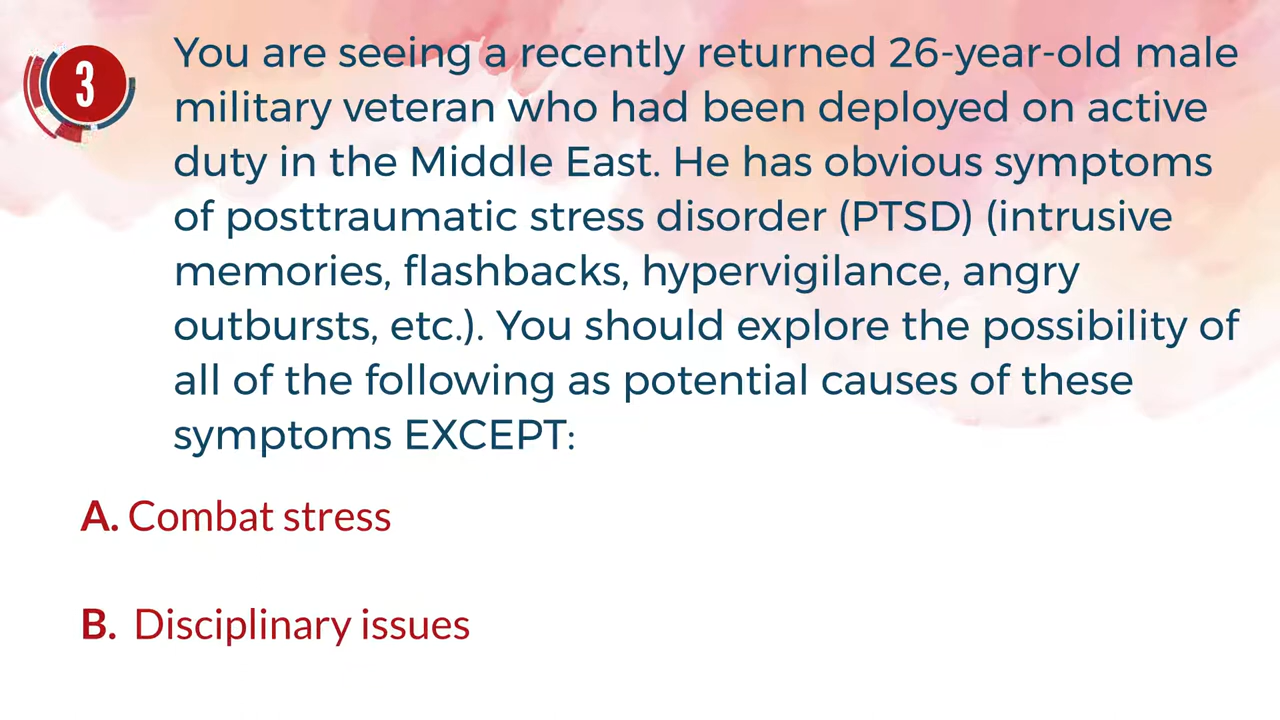 3
You are seeing a recently returned 26-year-old male
military veteran who had been deployed on active
duty in the Middle East. He has obvious symptoms
of posttraumatic stress disorder (PTSD) (intrusive
memories, flashbacks, hypervigilance, angry
outbursts, etc.). You should explore the possibility of
all of the following as potential causes of these
symptoms EXCEPT:
A. Combat stress
B. Disciplinary issues